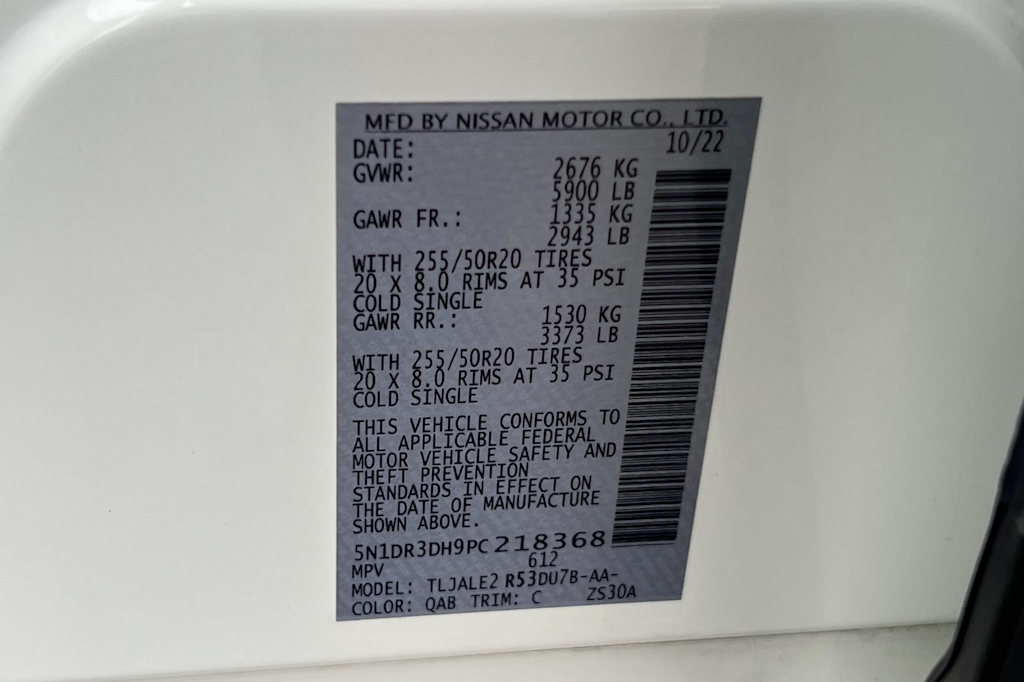 MFD BY NISSAN MOTOR CO., LTD.
DATE: 10/22
GVWR: 2676 KG
5900 LB
GAWR FR.: 1335 KG
2943 LB
WITH 255/50R20 TIRES
20 X 8.0 RIMS AT 35 PSI
COLD SINGLE
GAWR RR.: 1530 KG
3373 LB
WITH 255/50R20 TIRES
20 X 8.0 RIMS AT 35 PSI
COLD SINGLE
THIS VEHICLE CONFORMS TO
ALL APPLICABLE FEDERAL
MOTOR VEHICLE SAFETY AND
THEFT PREVENTION
STANDARDS IN EFFECT ON
THE DATE OF MANUFACTURE
SHOWN ABOVE.
5N1DR3DH9PC218368
MPV 612
MODEL: TLJALE2 R53DU7B-AA-
COLOR: QAB TRIM: C ZS30A